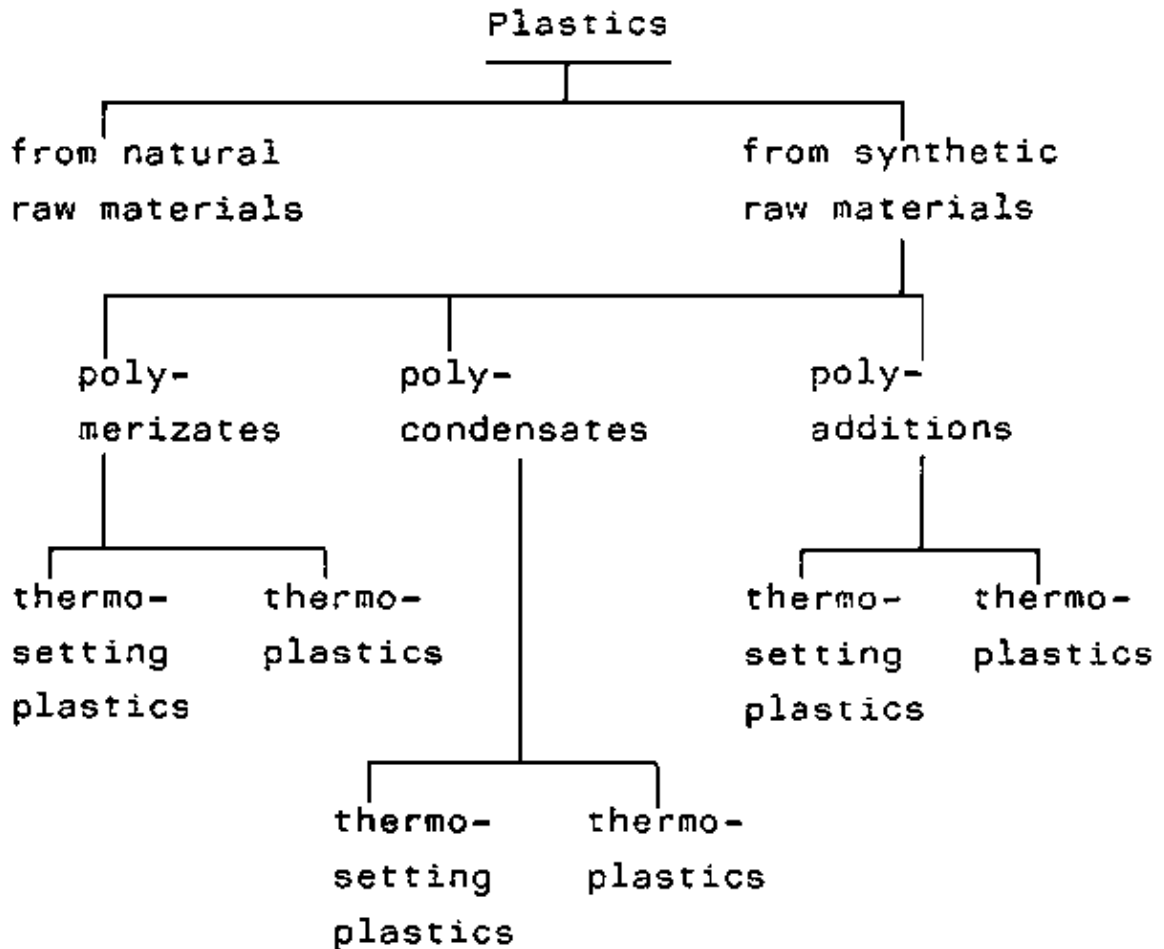 Plastics
from natural
raw materials
from synthetic
raw materials
poly-
merizates
poly-
condensates
poly-
additions
thermo-
setting
plastics
thermo-
plastics
thermo-
setting
plastics
thermo-
plastics
thermo-
setting
plastics
thermo-
plastics